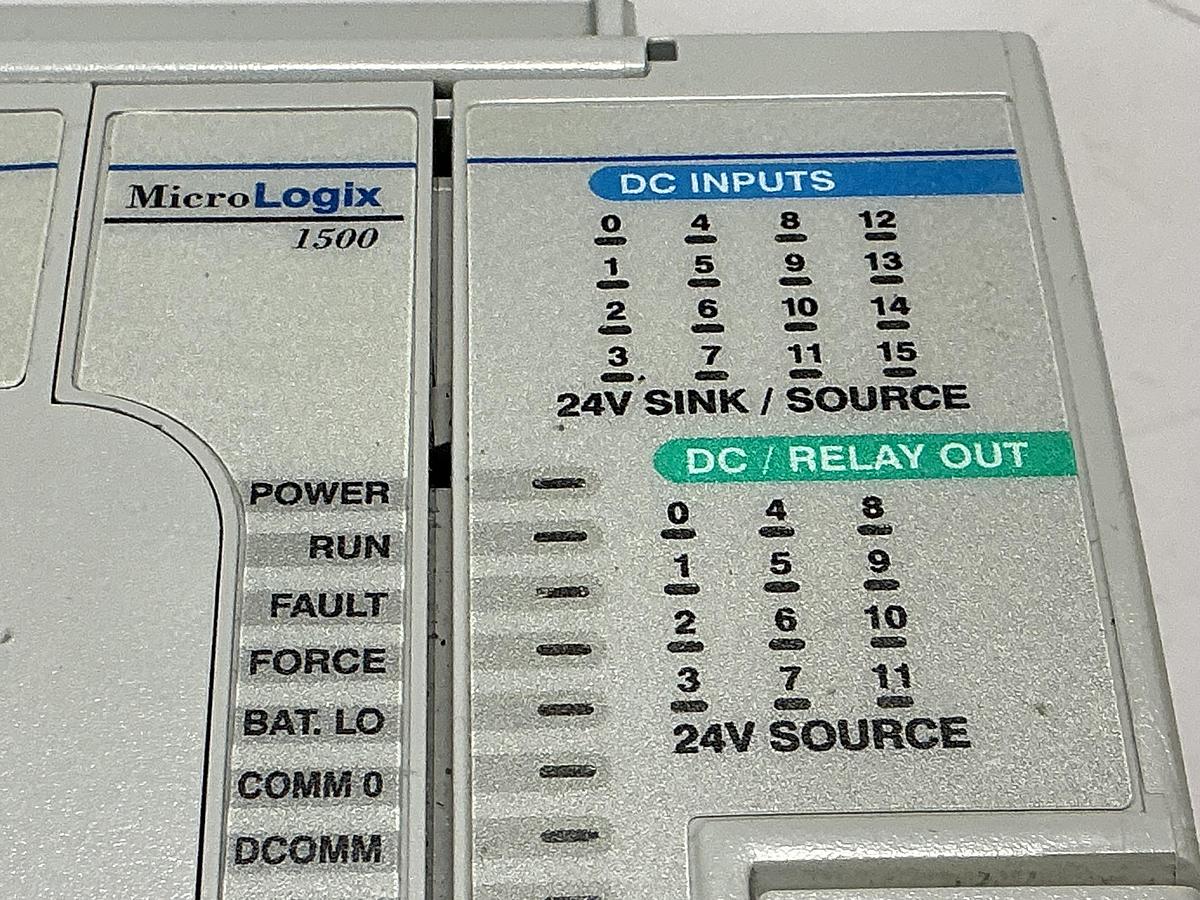 MicroLogix
1500
POWER
RUN
FAULT
FORCE
BAT. LO
COMM 0
DCOMM
DC INPUTS
0 4 8 12
1 5 9 13
2 6 10 14
3 7 11 15
24V SINK / SOURCE
DC / RELAY OUT
0 4 8
1 5 9
2 6 10
3 7 11
24V SOURCE